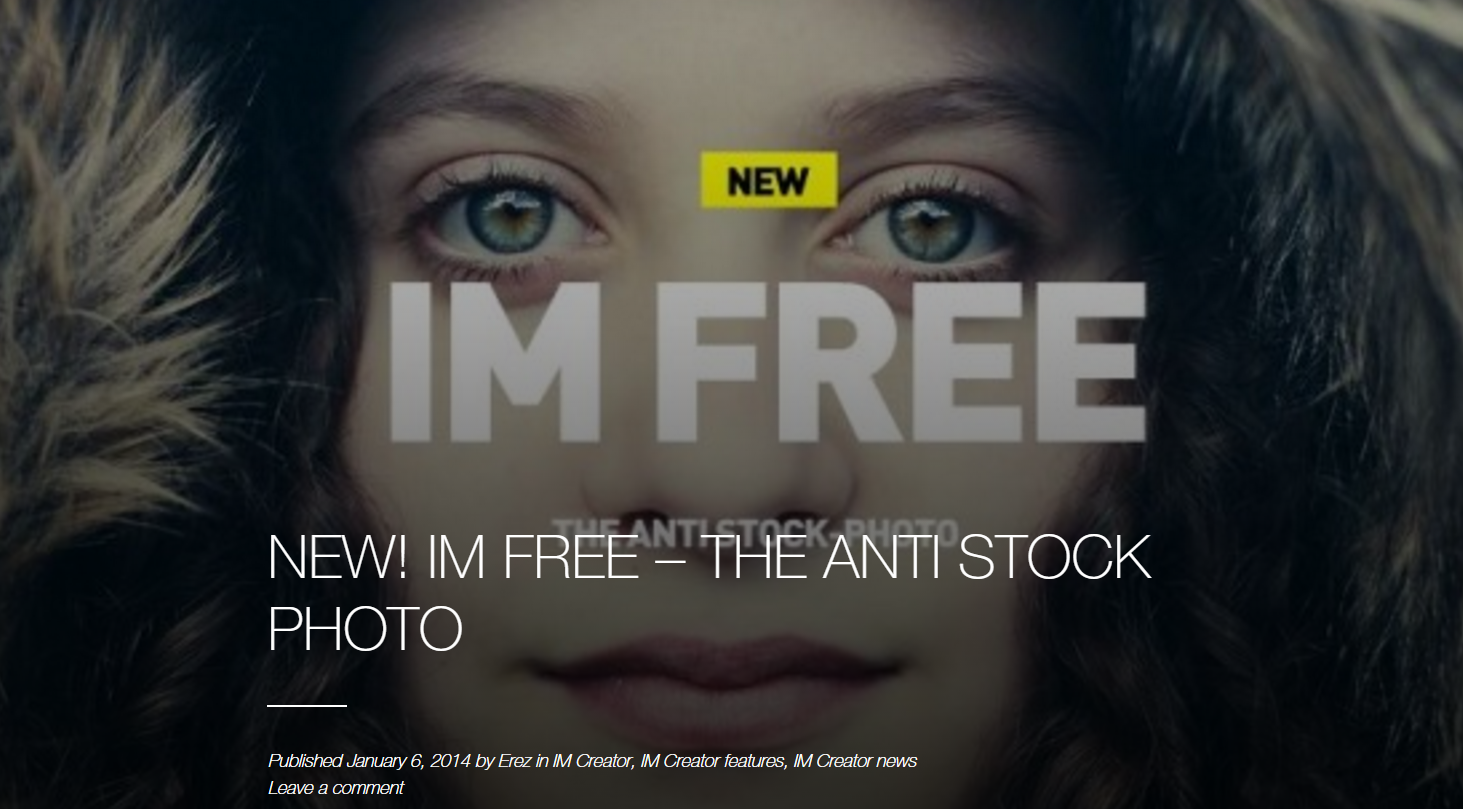 NEW
IM FREE
THE ANTI STOCK-PHOTO
NEW! IM FREE – THE ANTI STOCK
PHOTO
Published January 6, 2014 by Erez in IM Creator, IM Creator features, IM Creator news
Leave a comment